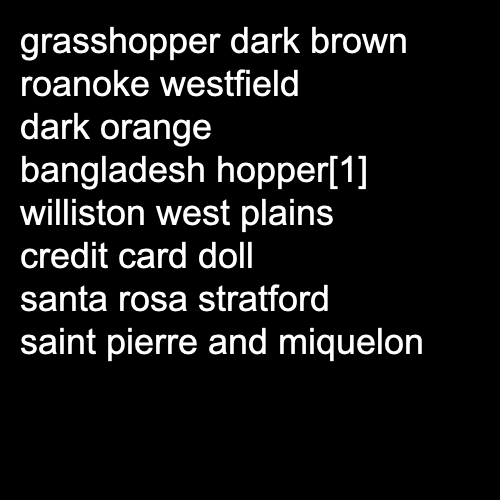 grasshopper dark brown
roanoke westfield
dark orange
bangladesh hopper[1]
williston west plains
credit card doll
santa rosa stratford
saint pierre and miquelon